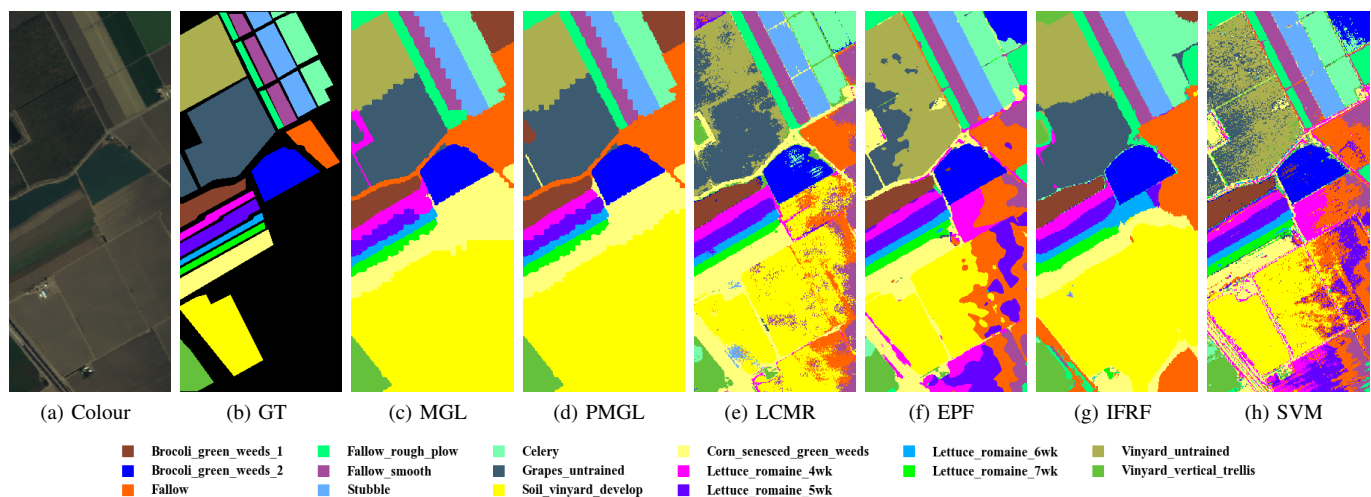 (a) Colour (b) GT (c) MGL (d) PMGL (e) LCMR (f) EPF (g) IFRF (h) SVM
Brocoli_green_weeds_1 Fallow_rough_plow Celery Corn_senesced_green_weeds Lettuce_romaine_6wk Vinyard_untrained
Brocoli_green_weeds_2 Fallow_smooth Grapes_untrained Lettuce_romaine_4wk Lettuce_romaine_7wk Vinyard_vertical_trellis
Fallow Stubble Soil_vinyard_develop Lettuce_romaine_5wk